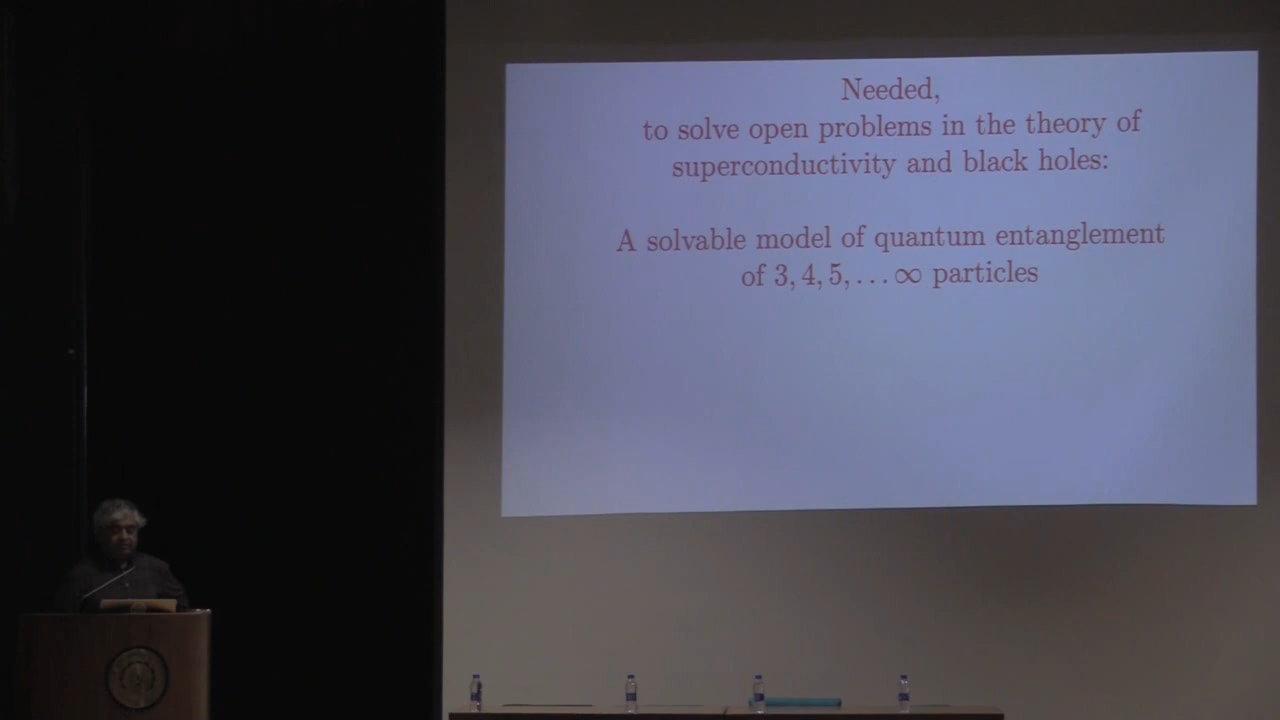 Needed,
to solve open problems in the theory of
superconductivity and black holes:
A solvable model of quantum entanglement
of 3, 4, 5, . . . ∞ particles